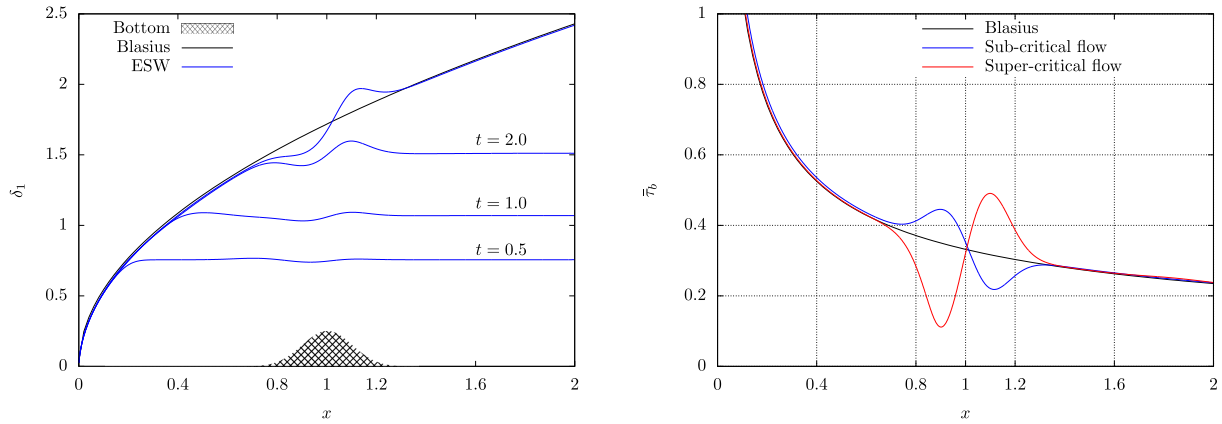 2.5
2
1.5
1
0.5
0
δ₁
Bottom
Blasius
ESW
t = 2.0
t = 1.0
t = 0.5
0 0.4 0.8 1 1.2 1.6 2
x
1
0.8
0.6
0.4
0.2
0
τ̄_b
Blasius
Sub-critical flow
Super-critical flow
0 0.4 0.8 1 1.2 1.6 2
x